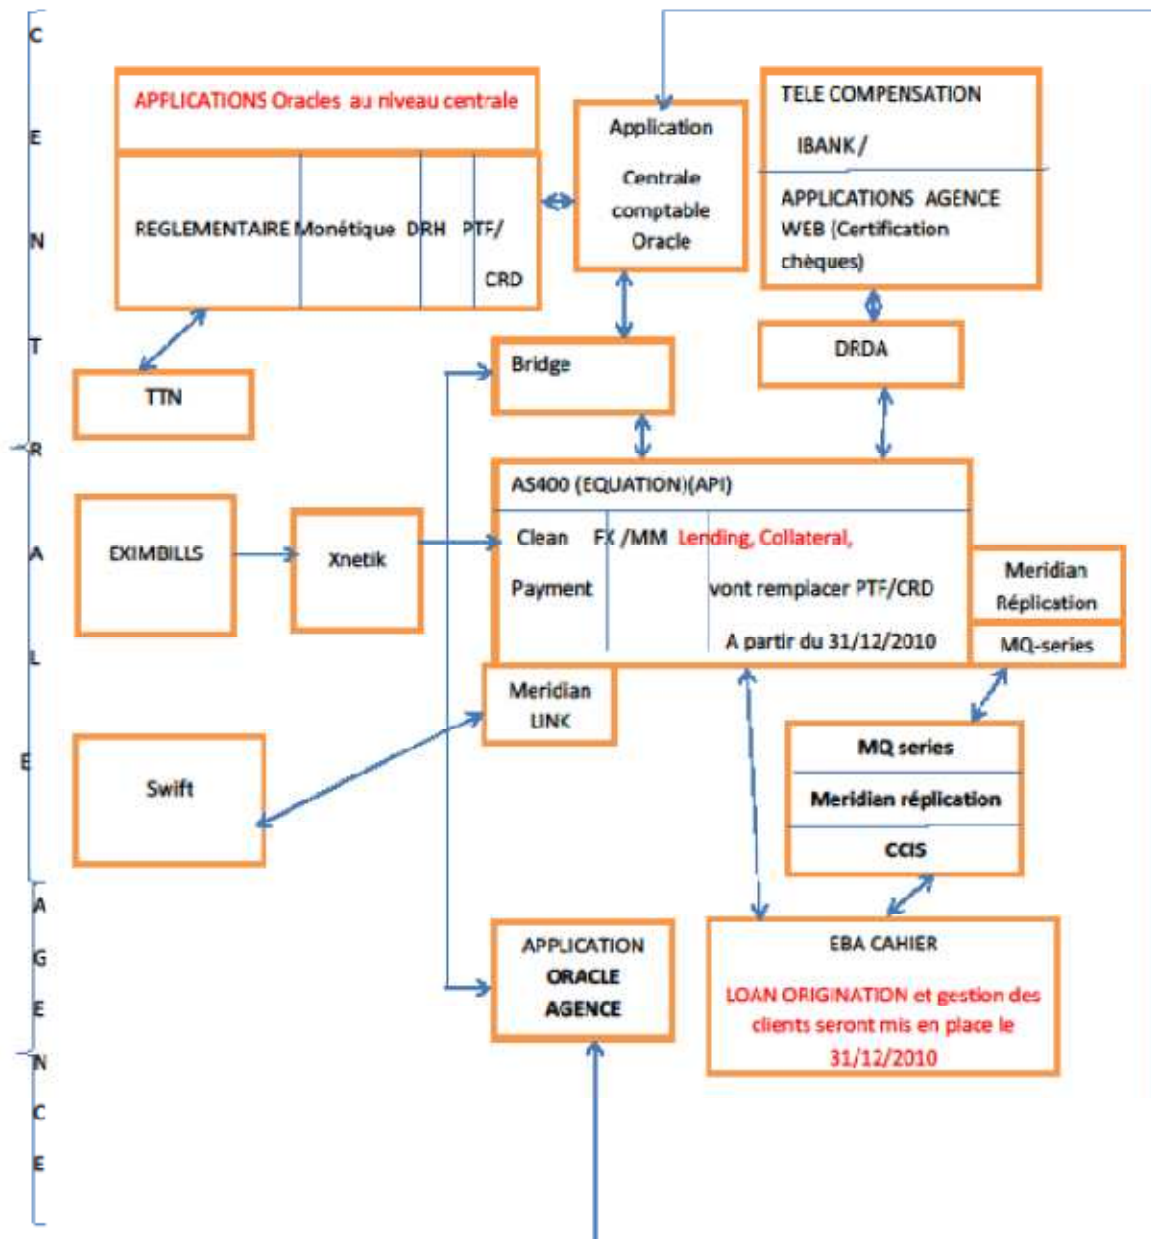 CENTRALE
APPLICATIONS Oracles au niveau centrale
REGLEMENTAIRE Monétique DRH PTF/
CRD
Application
Centrale
comptable
Oracle
TELE COMPENSATION
IBANK /
APPLICATIONS AGENCE
WEB (Certification
chèques)
TTN
Bridge
DRDA
EXIMBILLS
Xnetik
AS400 (EQUATION)(API)
Clean FX /MM Lending, Collateral,
Payment vont remplacer PTF/CRD
A partir du 31/12/2010
Meridian
Réplication
MQ-series
Meridian
LINK
Swift
MQ series
Meridian réplication
CCIS
AGENCE
APPLICATION
ORACLE
AGENCE
EBA CAHIER
LOAN ORIGINATION et gestion des
clients seront mis en place le
31/12/2010